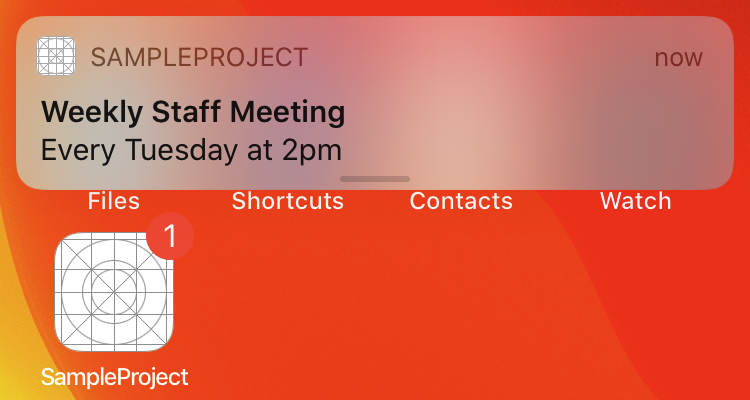 SAMPLEPROJECT now
Weekly Staff Meeting
Every Tuesday at 2pm
Files Shortcuts Contacts Watch
1
SampleProject